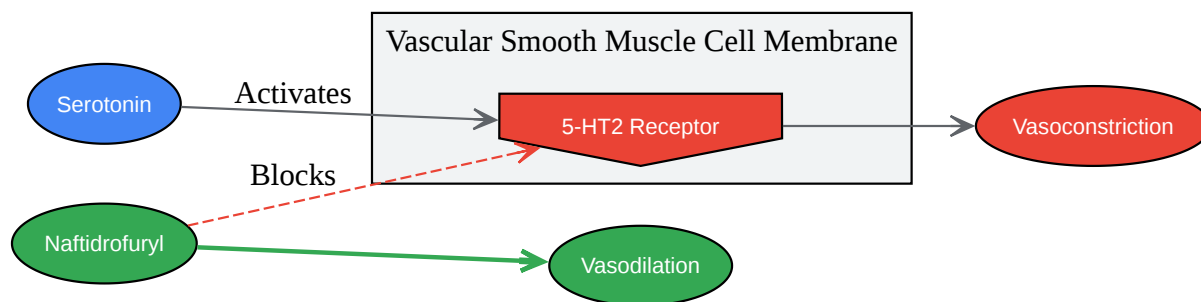 Vascular Smooth Muscle Cell Membrane
Serotonin
Activates
5-HT2 Receptor
Vasoconstriction
Blocks
Naftidrofuryl
Vasodilation